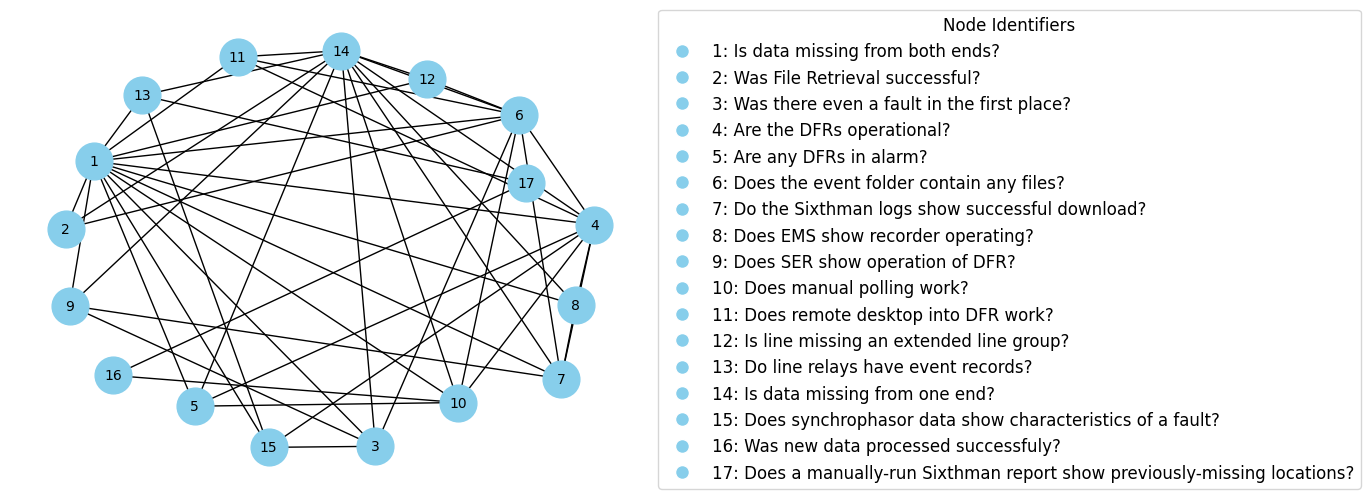 14
11
12
13
6
1
17
4
2
8
9
16
7
10
5
3
15
Node Identifiers
1: Is data missing from both ends?
2: Was File Retrieval successful?
3: Was there even a fault in the first place?
4: Are the DFRs operational?
5: Are any DFRs in alarm?
6: Does the event folder contain any files?
7: Do the Sixthman logs show successful download?
8: Does EMS show recorder operating?
9: Does SER show operation of DFR?
10: Does manual polling work?
11: Does remote desktop into DFR work?
12: Is line missing an extended line group?
13: Do line relays have event records?
14: Is data missing from one end?
15: Does synchrophasor data show characteristics of a fault?
16: Was new data processed successfuly?
17: Does a manually-run Sixthman report show previously-missing locations?